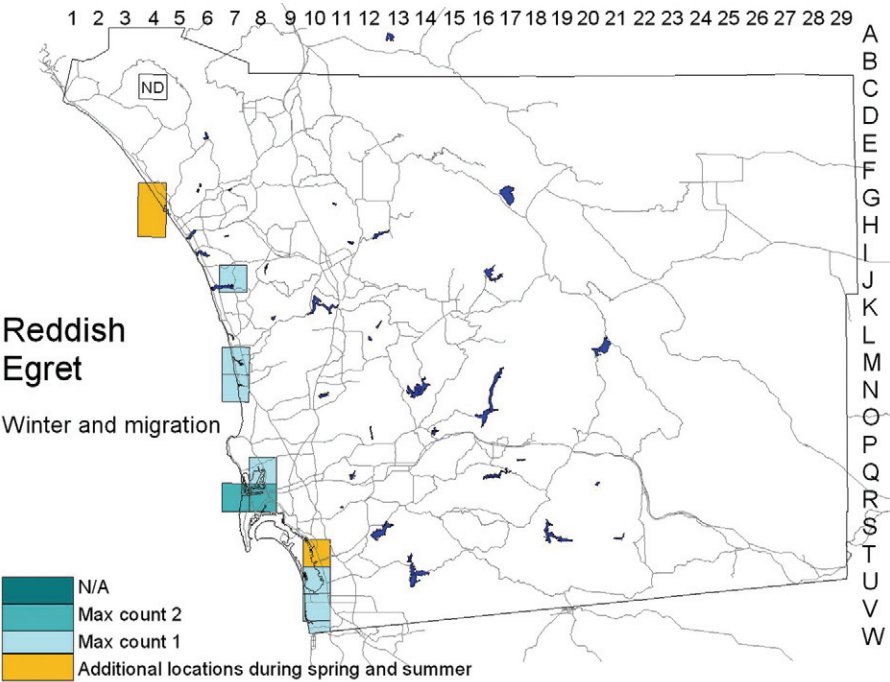 1 2 3 4 5 6 7 8 9 10 11 12 13 14 15 16 17 18 19 20 21 22 23 24 25 26 27 28 29
A
B
C
D
E
F
G
H
I
J
K
L
M
N
O
P
Q
R
S
T
U
V
W
ND
Reddish
Egret
Winter and migration
N/A
Max count 2
Max count 1
Additional locations during spring and summer